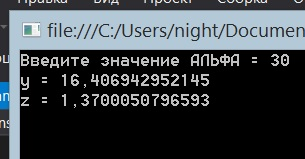 Правка Вид Проект Сборка
file:///C:/Users/night/Documen
Введите значение АЛЬФА = 30
y = 16,406942952145
z = 1,3700050796593